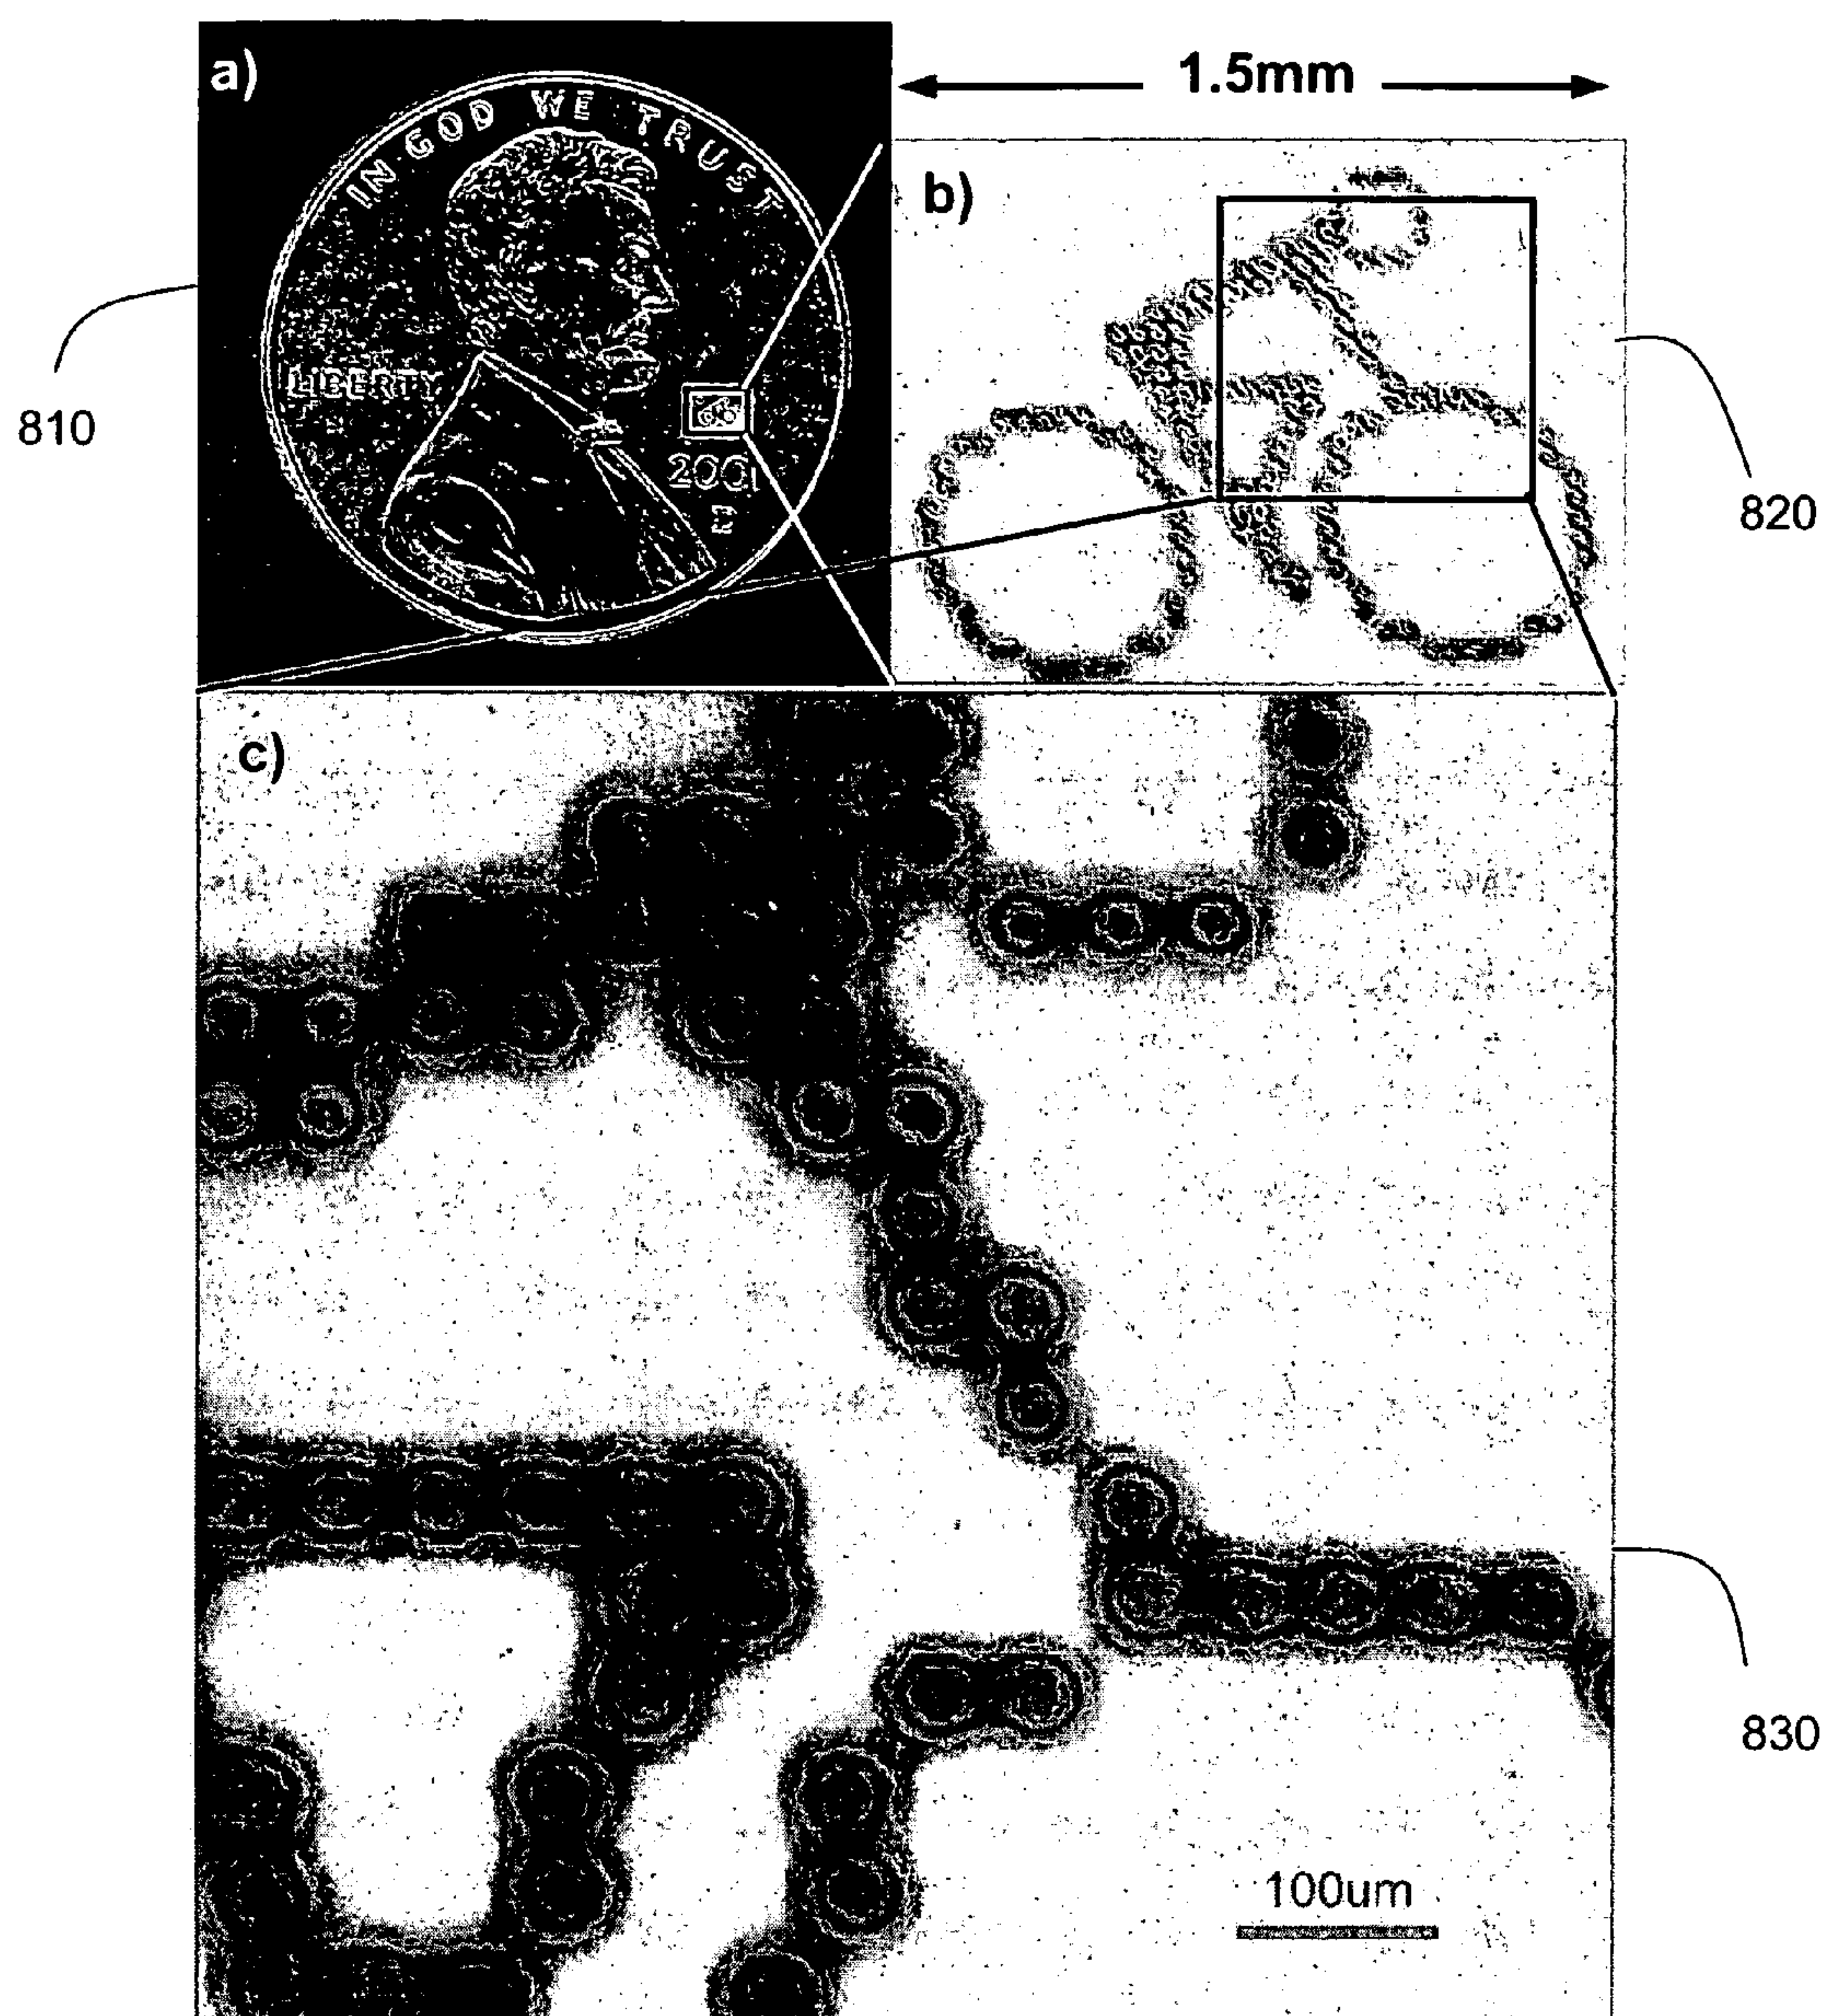 a)
IN GOD WE TRUST
LIBERTY
2001
1.5mm
b)
810
820
c)
830
100um